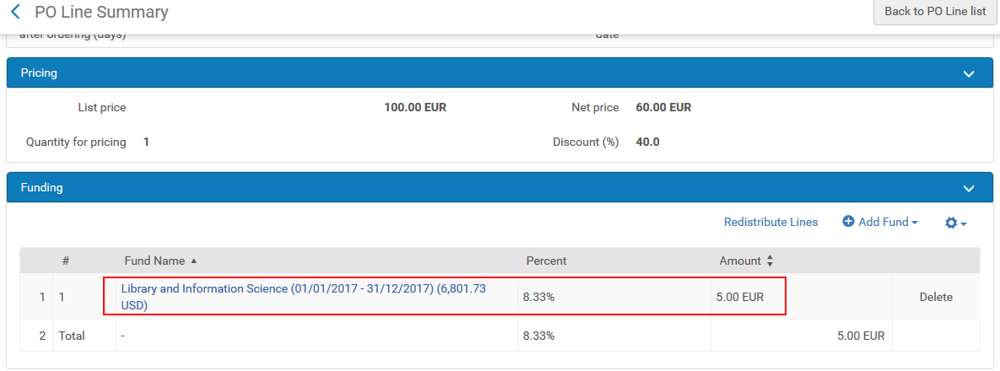 PO Line Summary
Back to PO Line list
after ordering (days)
date
Pricing
List price 100.00 EUR Net price 60.00 EUR
Quantity for pricing 1 Discount (%) 40.0
Funding
Redistribute Lines Add Fund
# Fund Name Percent Amount
1 1 Library and Information Science (01/01/2017 - 31/12/2017) (6,801.73
USD) 8.33% 5.00 EUR Delete
2 Total - 8.33% 5.00 EUR